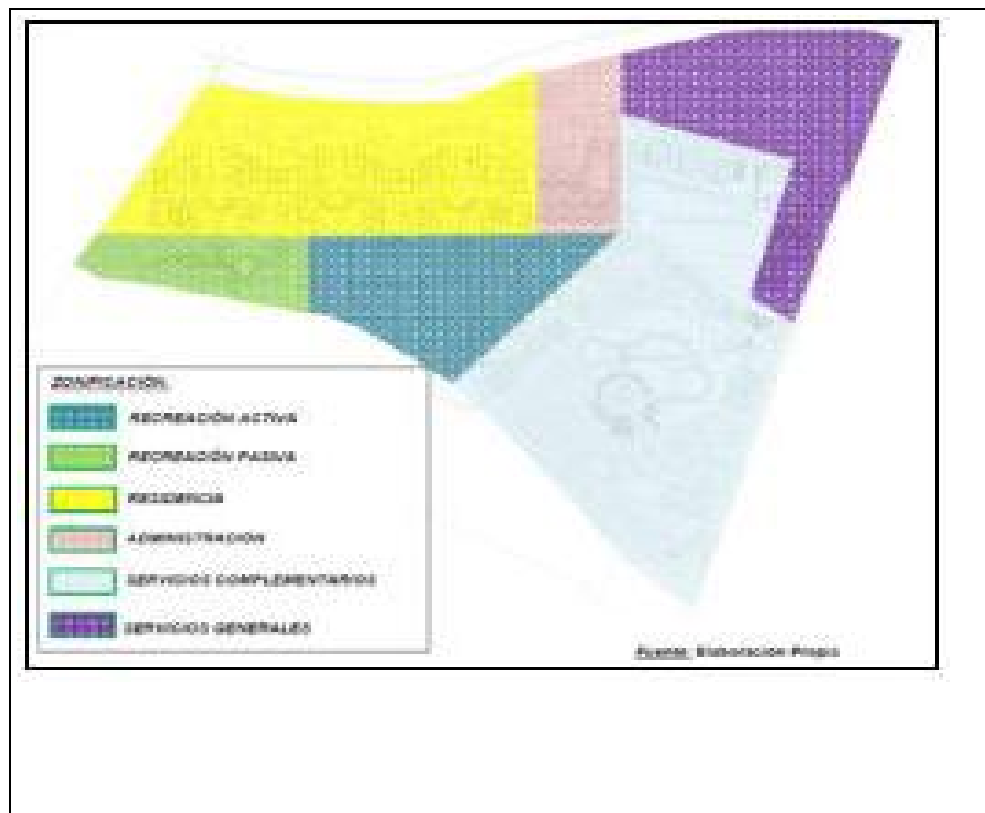 ZONIFICACIÓN.
RECREACIÓN ACTIVA
RECREACIÓN PASIVA
RESIDENCIA
ADMINISTRACIÓN
SERVICIOS COMPLEMENTARIOS
SERVICIOS GENERALES
Fuente: Elaboración Propia